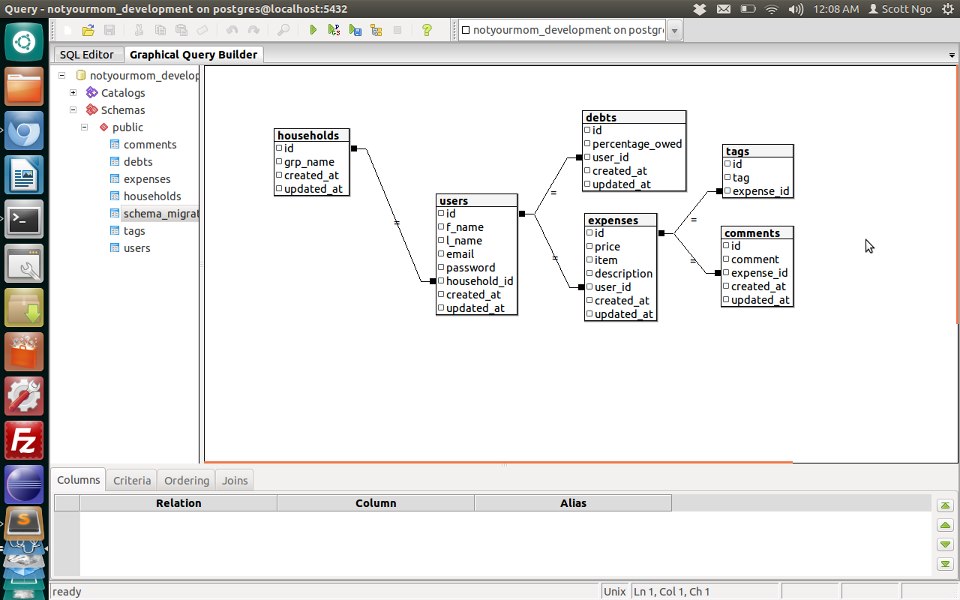 Query - notyourmom_development on postgres@localhost:5432
12:08 AM
Scott Ngo
notyourmom_development on postgr
SQL Editor
Graphical Query Builder
notyourmom_develop
Catalogs
Schemas
public
comments
debts
expenses
households
schema_migrat
tags
users
households
id
grp_name
created_at
updated_at
users
id
f_name
l_name
email
password
household_id
created_at
updated_at
debts
id
percentage_owed
user_id
created_at
updated_at
expenses
id
price
item
description
user_id
created_at
updated_at
tags
id
tag
expense_id
comments
id
comment
expense_id
created_at
updated_at
=
=
=
=
=
Columns
Criteria
Ordering
Joins
Relation
Column
Alias
ready
Unix
Ln 1, Col 1, Ch 1
Fz
S